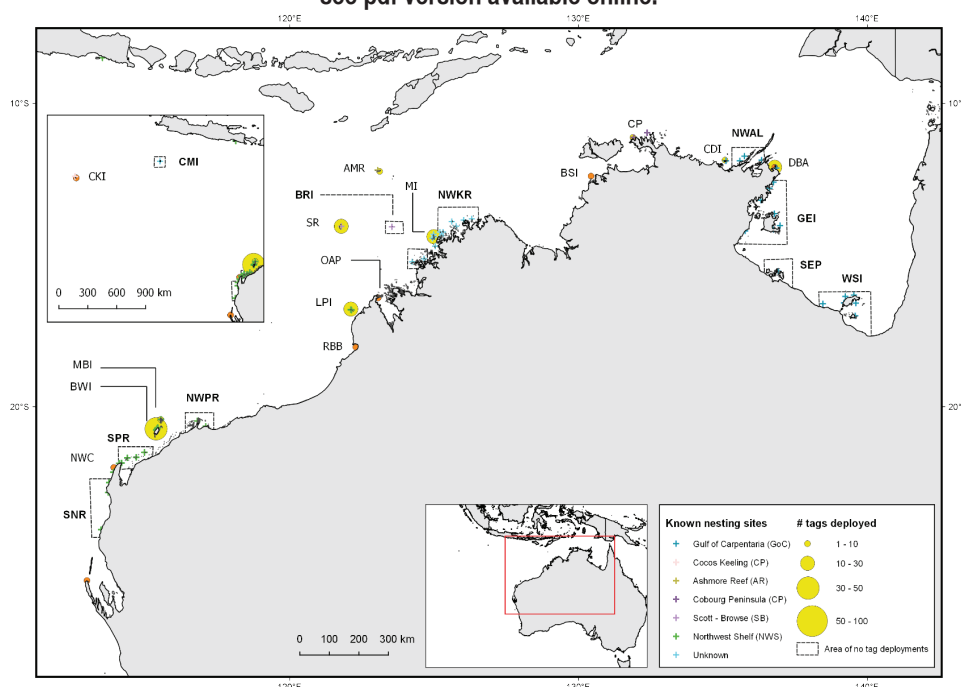 see pdf version available online.
120°E 130°E 140°E
10°S 10°
CP
CDI NWAL
DBA
BSI
CMI
CKI
AMR
BRI MI NWKR
SR
GEI
OAP
SEP
WSI
LPI
0 300 600 900 km
RBB
MBI
BWI
NWPR
20°S 20°
SPR
NWC
SNR
Known nesting sites
Gulf of Carpentaria (GoC)
Cocos Keeling (CP)
Ashmore Reef (AR)
Cobourg Peninsula (CP)
Scott - Browse (SB)
Northwest Shelf (NWS)
Unknown
# tags deployed
1 - 10
10 - 30
30 - 50
50 - 100
Area of no tag deployments
0 100 200 300 km
120°E 130°E 140°E